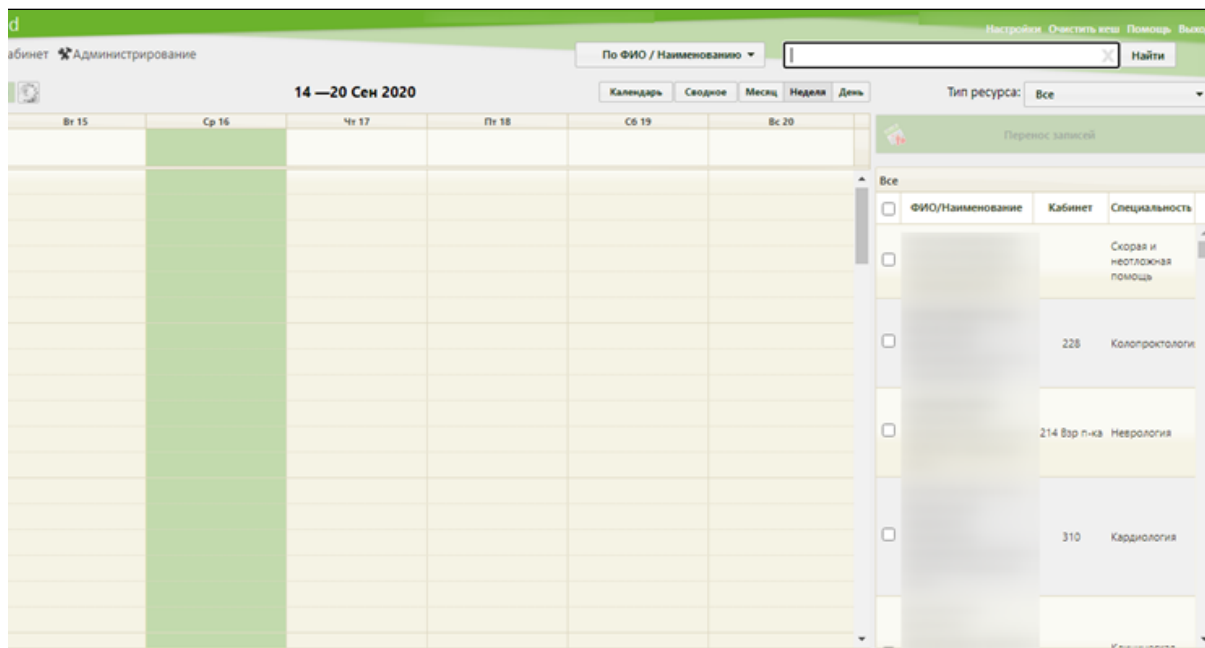 d
Настройки Очистить кеш Помощь Выхо
абинет Администрирование
По ФИО / Наименованию
Найти
14 —20 Сен 2020
Календарь Сводное Месяц Неделя День
Тип ресурса: Все
Вт 15 Ср 16 Чт 17 Пт 18 Сб 19 Вс 20
Перенос записей
Все
ФИО/Наименование Кабинет Специальность
Скорая и
неотложная
помощь
228 Колопроктологи
214 Взр п-ка Неврология
310 Кардиология